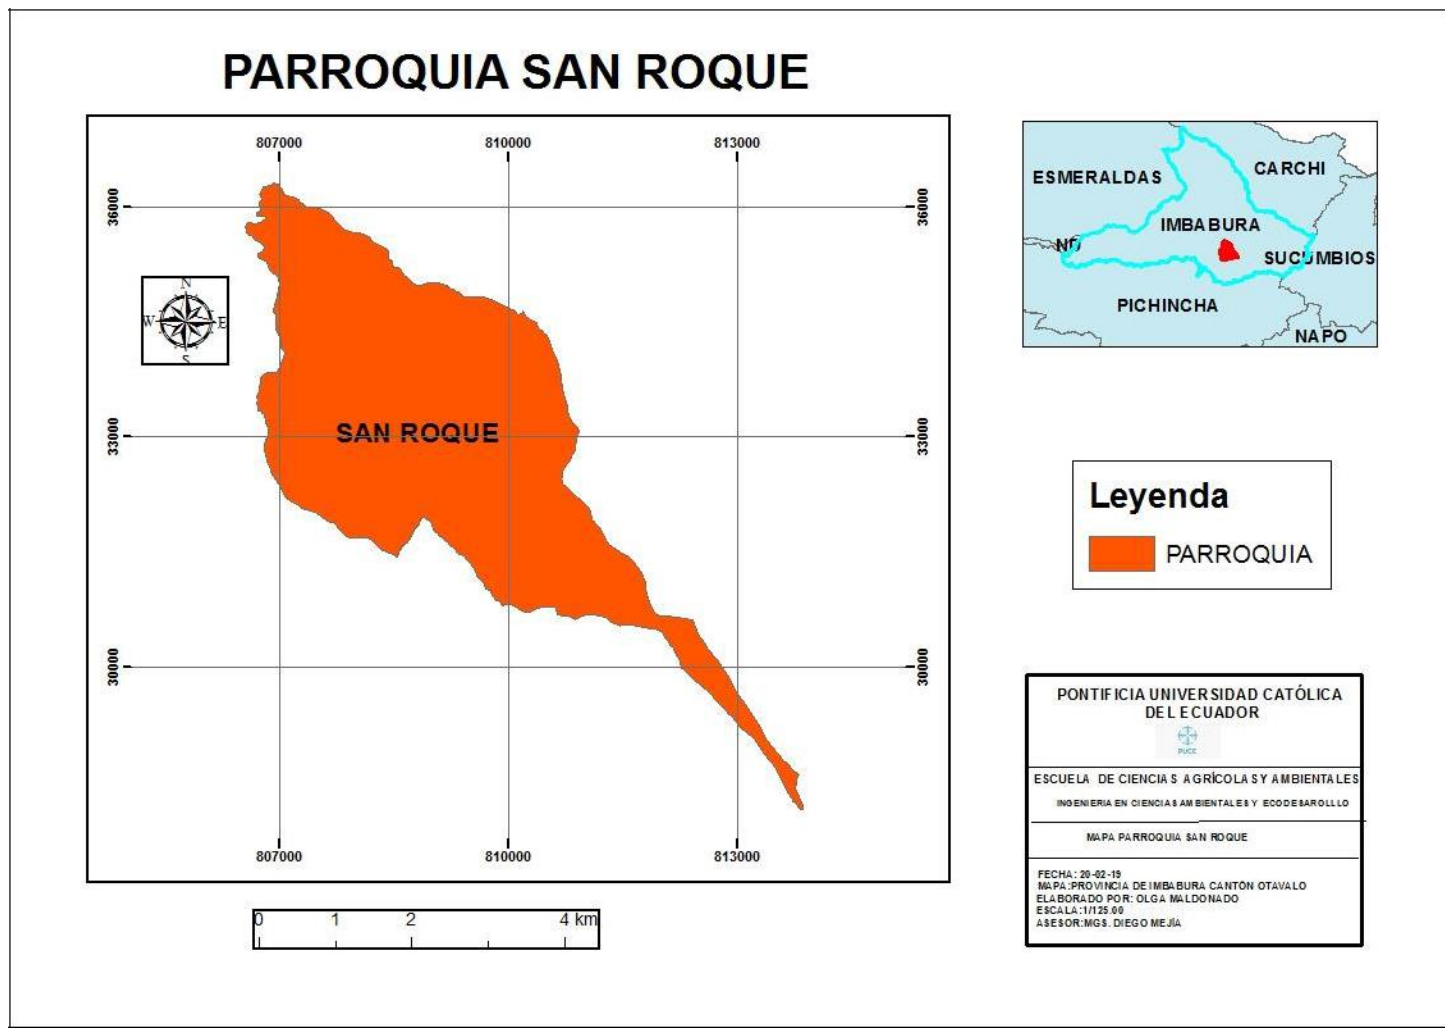 PARROQUIA SAN ROQUE
807000
810000
813000
36000
36000
N
W
E
S
33000
33000
SAN ROQUE
30000
30000
807000
810000
813000
0
1
2
4 km
ESMERALDAS
CARCHI
IMBABURA
ND
SUCUMBIOS
PICHINCHA
NAPO
Leyenda
PARROQUIA
PONTIFICIA UNIVERSIDAD CATÓLICA
DEL ECUADOR
PUCE
ESCUELA DE CIENCIAS AGRÍCOLAS Y AMBIENTALES
INGENIERIA EN CIENCIAS AMBIENTALES Y ECODESAROLLLO
MAPA PARROQUIA SAN ROQUE
FECHA: 20-02-19
MAPA:PROVINCIA DE IMBABURA CANTÓN OTAVALO
ELABORADO POR: OLGA MALDONADO
ESCALA:1/125.00
ASESOR:MGS. DIEGO MEJÍA